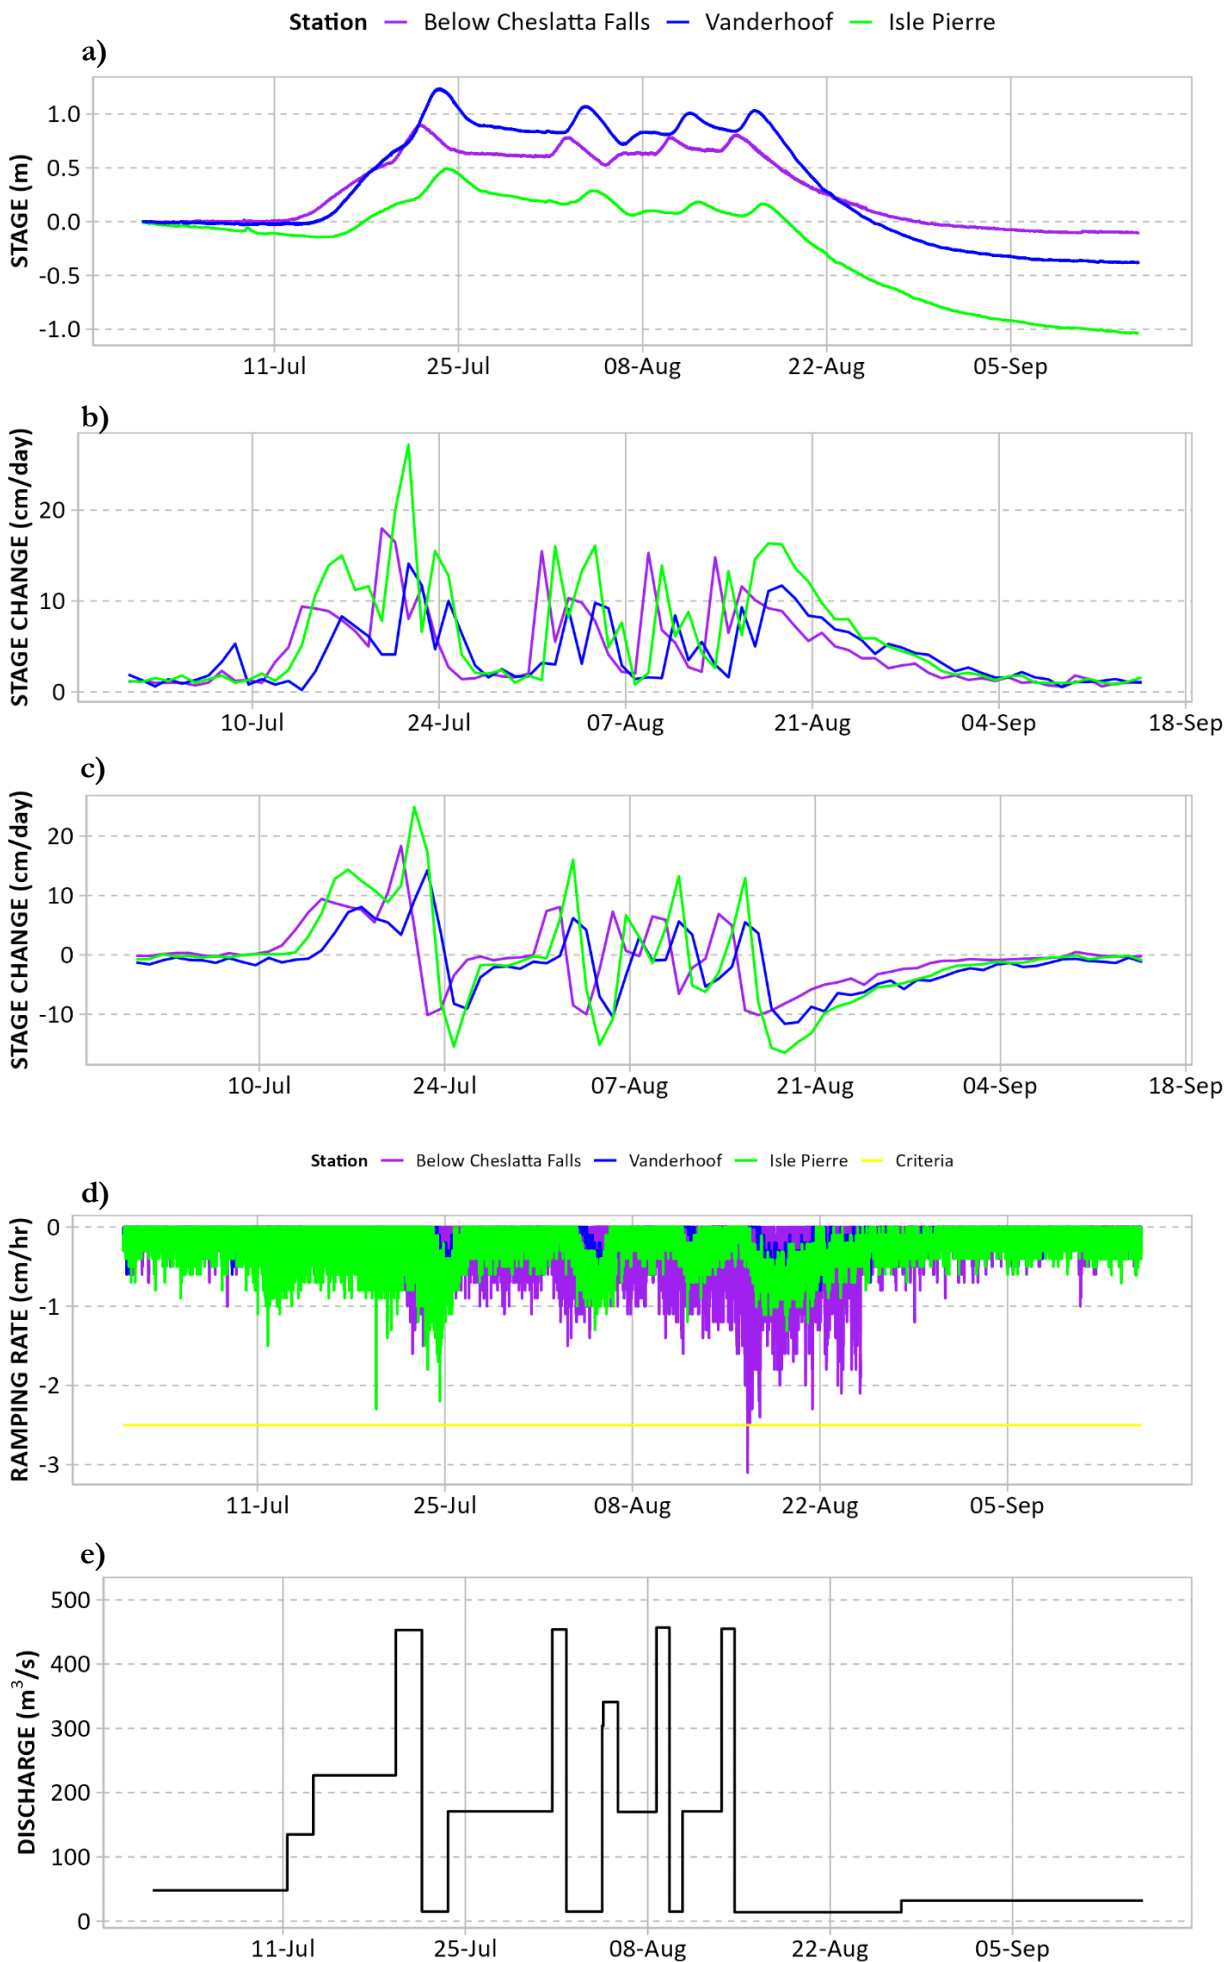 Station Below Cheslatta Falls Vanderhoof Isle Pierre
a)
STAGE (m)
1.0
0.5
0.0
-0.5
-1.0
11-Jul 25-Jul 08-Aug 22-Aug 05-Sep
b)
STAGE CHANGE (cm/day)
20
10
0
10-Jul 24-Jul 07-Aug 21-Aug 04-Sep 18-Sep
c)
STAGE CHANGE (cm/day)
20
10
0
-10
10-Jul 24-Jul 07-Aug 21-Aug 04-Sep 18-Sep
Station Below Cheslatta Falls Vanderhoof Isle Pierre Criteria
d)
RAMPING RATE (cm/hr)
0
-1
-2
-3
11-Jul 25-Jul 08-Aug 22-Aug 05-Sep
e)
DISCHARGE (m³/s)
500
400
300
200
100
0
11-Jul 25-Jul 08-Aug 22-Aug 05-Sep